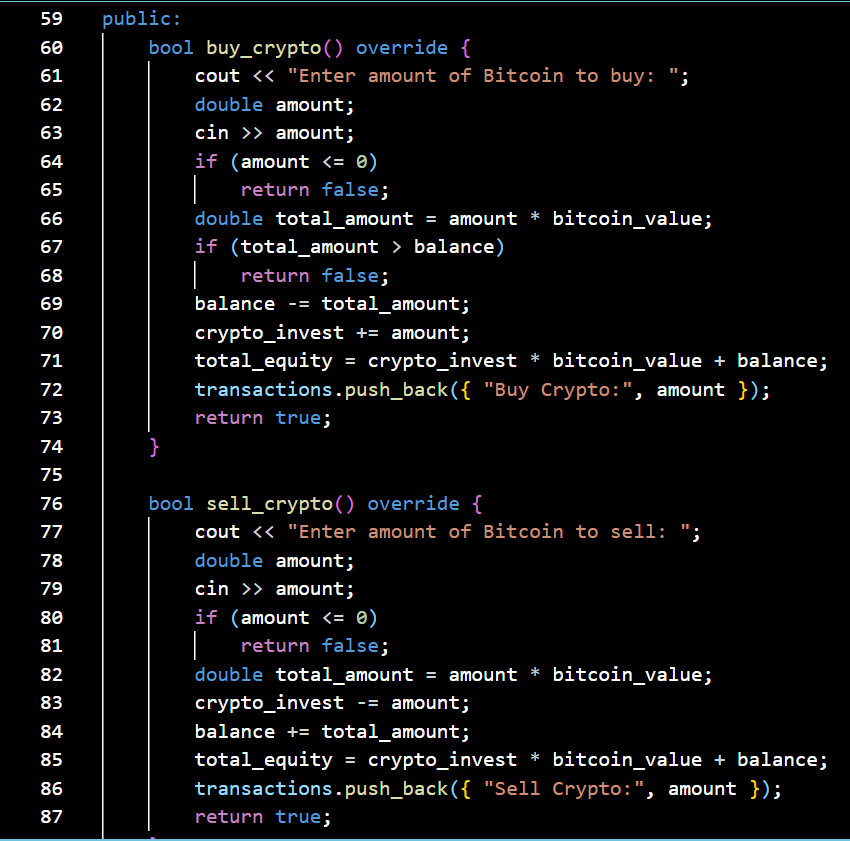 59 public:
60 bool buy_crypto() override {
61 cout << "Enter amount of Bitcoin to buy: ";
62 double amount;
63 cin >> amount;
64 if (amount <= 0)
65 return false;
66 double total_amount = amount * bitcoin_value;
67 if (total_amount > balance)
68 return false;
69 balance -= total_amount;
70 crypto_invest += amount;
71 total_equity = crypto_invest * bitcoin_value + balance;
72 transactions.push_back({ "Buy Crypto:", amount });
73 return true;
74 }
75
76 bool sell_crypto() override {
77 cout << "Enter amount of Bitcoin to sell: ";
78 double amount;
79 cin >> amount;
80 if (amount <= 0)
81 return false;
82 double total_amount = amount * bitcoin_value;
83 crypto_invest -= amount;
84 balance += total_amount;
85 total_equity = crypto_invest * bitcoin_value + balance;
86 transactions.push_back({ "Sell Crypto:", amount });
87 return true;